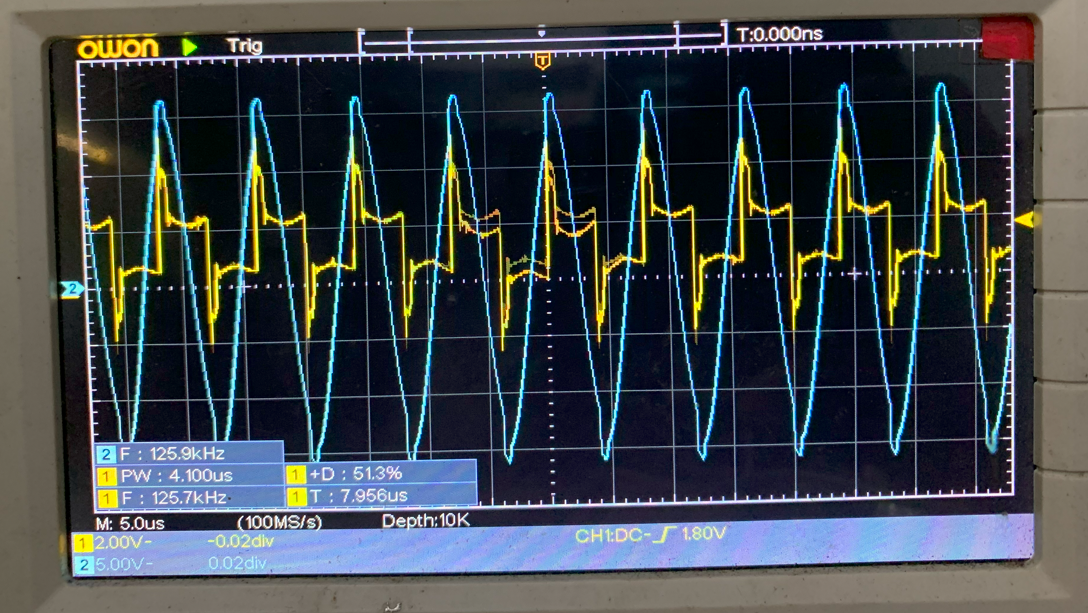 OWON Trig T:0.000ns
T
2
2 F : 125.9kHz
1 PW : 4.100us 1 +D : 51.3%
1 F : 125.7kHz 1 T : 7.956us
M: 5.0us (100MS/s) Depth:10K
1 2.00V- -0.02div CH1:DC- 1.80V
2 5.00V- 0.02div